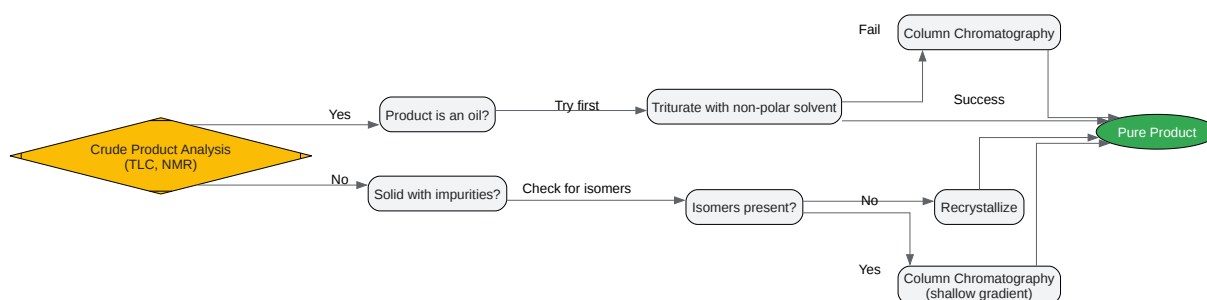 Fail
Column Chromatography
Success
Triturate with non-polar solvent
Try first
Yes
Product is an oil?
Pure Product
Crude Product Analysis
(TLC, NMR)
No
Solid with impurities?
Check for isomers
Isomers present?
No
Recrystallize
Yes
Column Chromatography
(shallow gradient)